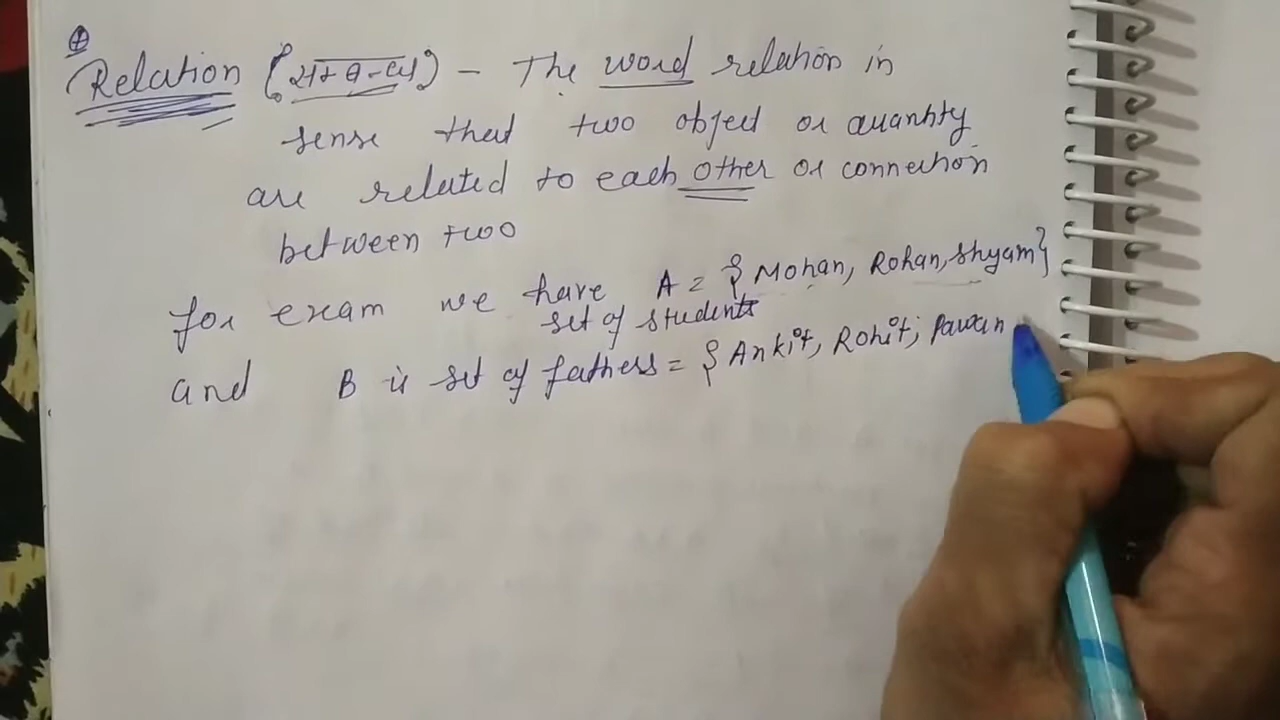 Relation (सम्बन्ध) - The word relation in
sense that two object or quantity
are related to each other or connection
between two
for exam we have A = { Mohan, Rohan, Shyam}
set of students
and B is set of fathers = { Ankit, Rohit, Pawan